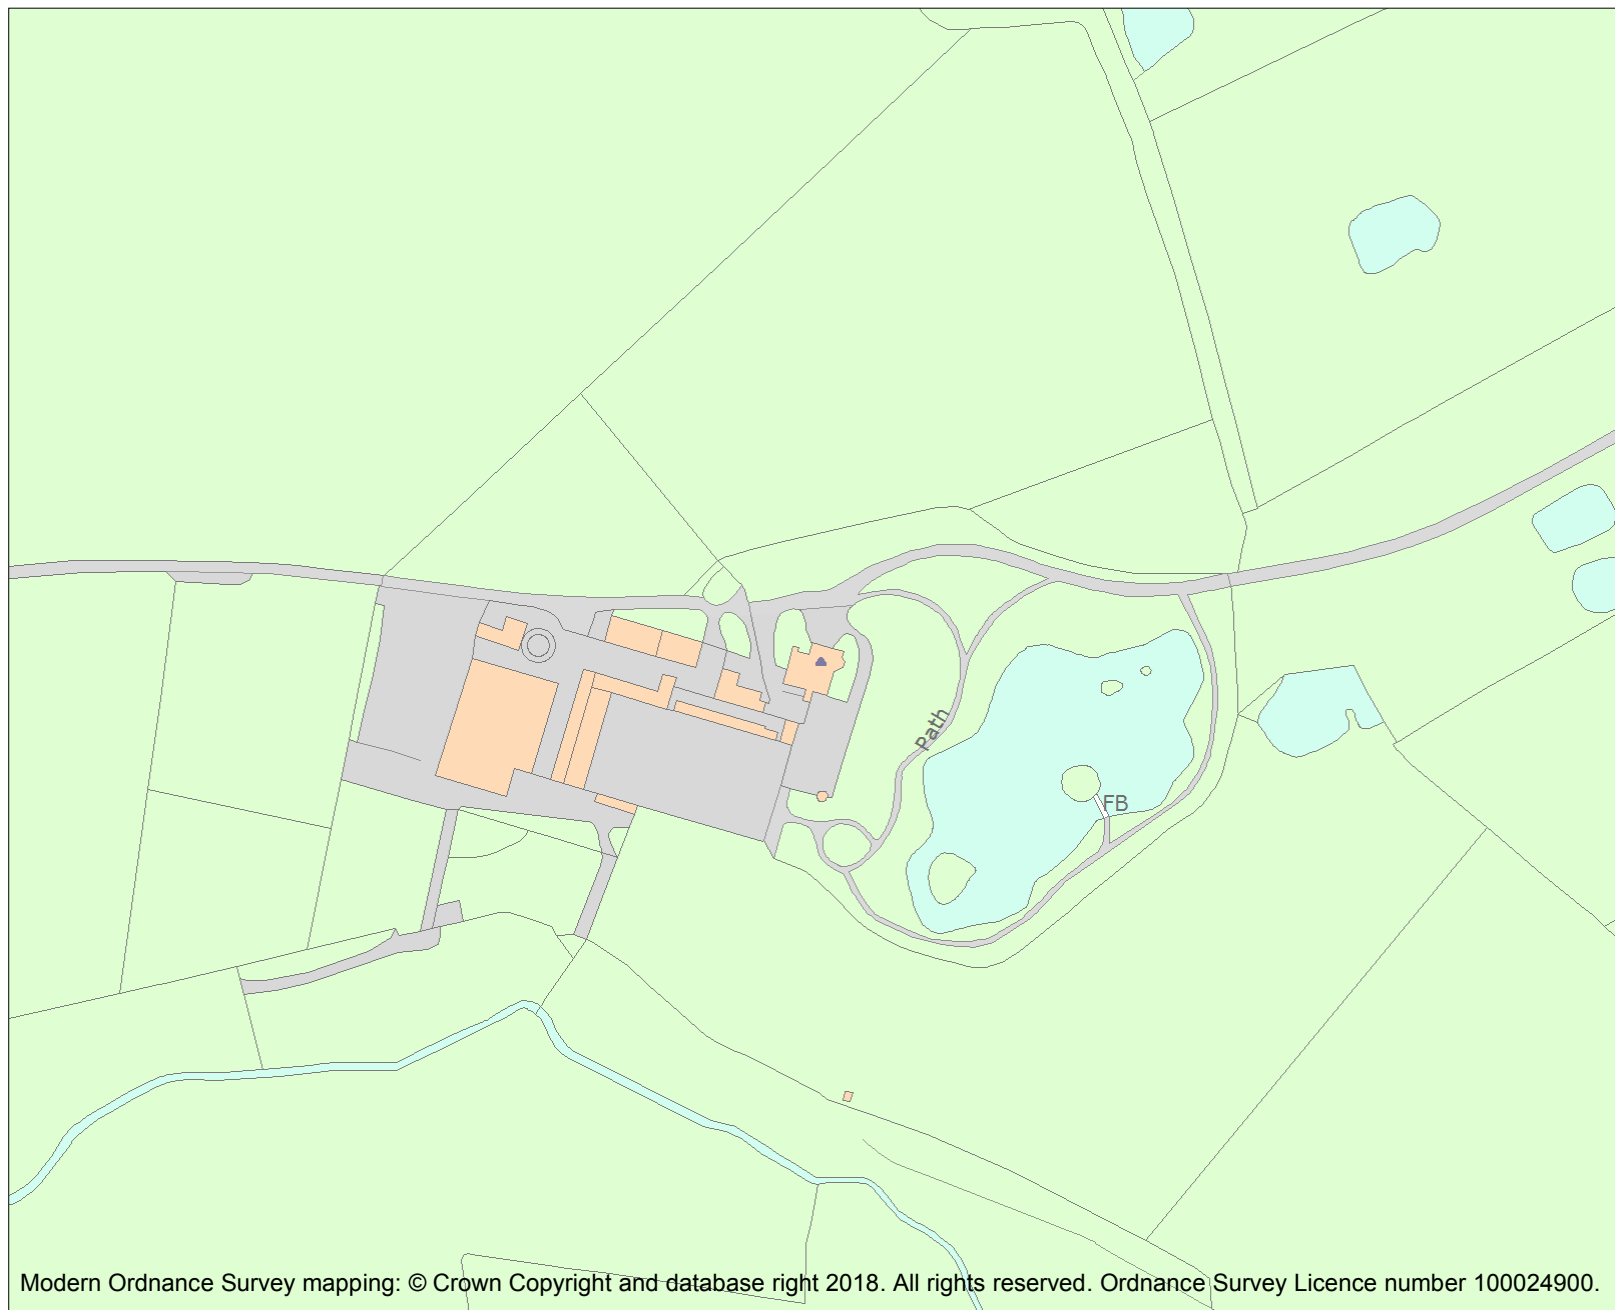 Path
FB
Modern Ordnance Survey mapping: © Crown Copyright and database right 2018. All rights reserved. Ordnance Survey Licence number 100024900.